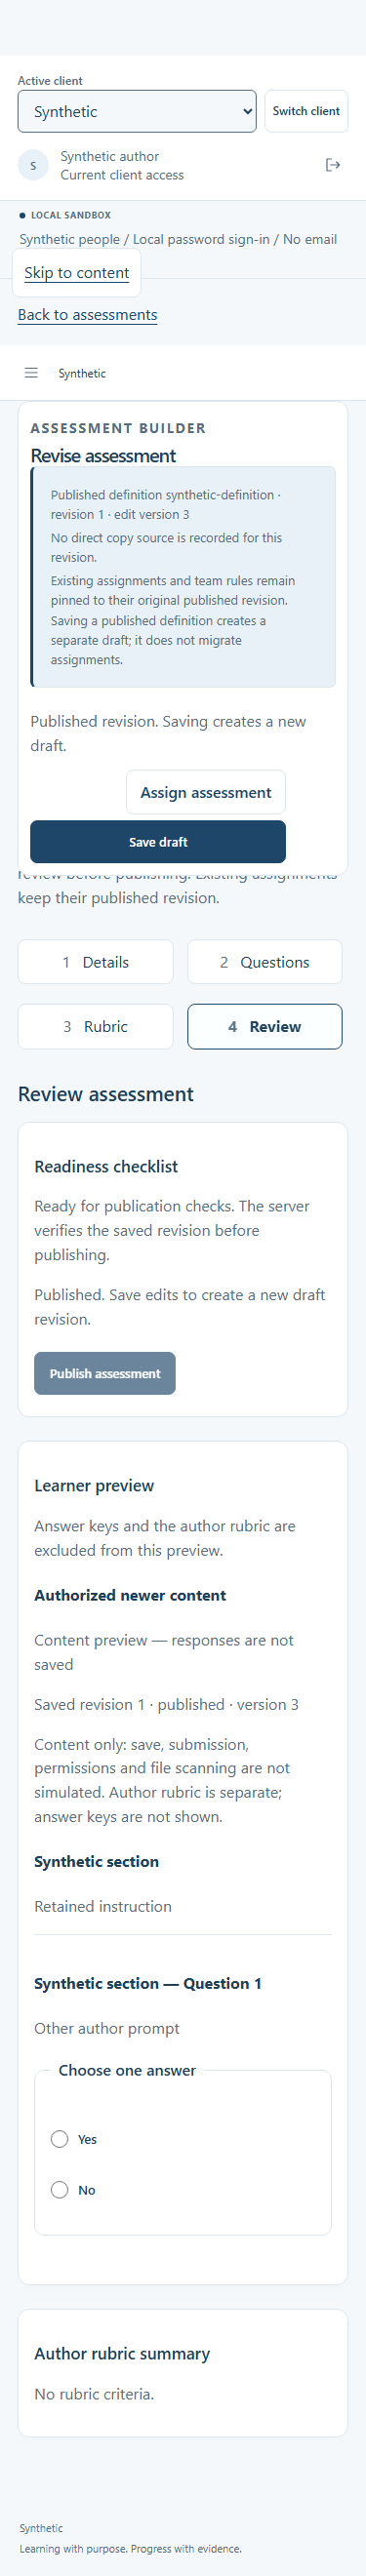 Active client
Synthetic
Switch client
S
Synthetic author
Current client access
LOCAL SANDBOX
Synthetic people / Local password sign-in / No email
Skip to content
Back to assessments
Synthetic
ASSESSMENT BUILDER
Revise assessment
Published definition synthetic-definition ·
revision 1 · edit version 3
No direct copy source is recorded for this
revision.
Existing assignments and team rules remain
pinned to their original published revision.
Saving a published definition creates a
separate draft; it does not migrate
assignments.
Published revision. Saving creates a new
draft.
Assign assessment
Save draft
review before publishing. Existing assignments
keep their published revision.
1 Details
2 Questions
3 Rubric
4 Review
Review assessment
Readiness checklist
Ready for publication checks. The server
verifies the saved revision before
publishing.
Published. Save edits to create a new draft
revision.
Publish assessment
Learner preview
Answer keys and the author rubric are
excluded from this preview.
Authorized newer content
Content preview — responses are not
saved
Saved revision 1 · published · version 3
Content only: save, submission,
permissions and file scanning are not
simulated. Author rubric is separate;
answer keys are not shown.
Synthetic section
Retained instruction
Synthetic section — Question 1
Other author prompt
Choose one answer
Yes
No
Author rubric summary
No rubric criteria.
Synthetic
Learning with purpose. Progress with evidence.